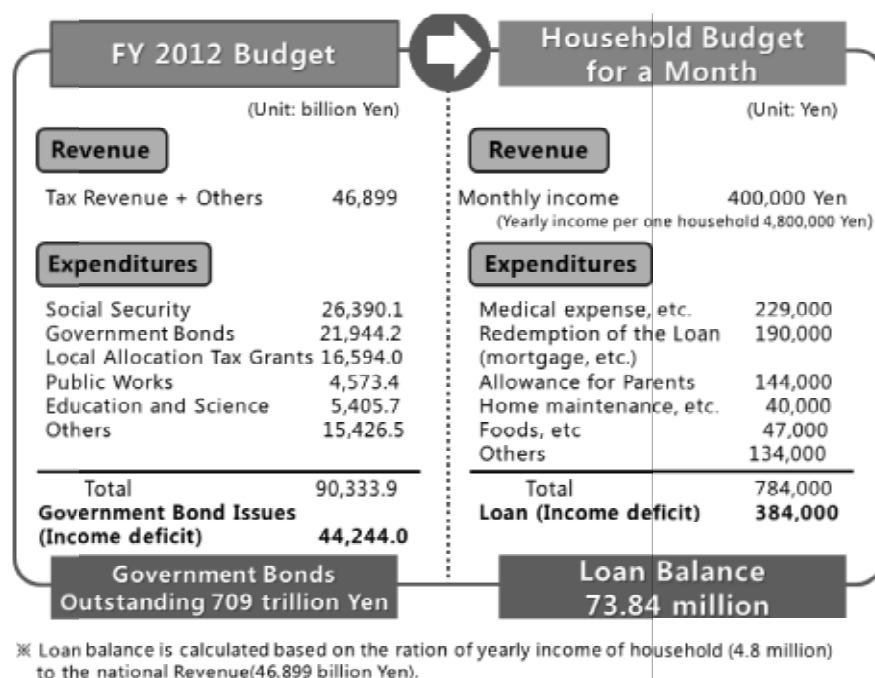 FY 2012 Budget
(Unit: billion Yen)
Revenue
Tax Revenue + Others 46,899
Expenditures
Social Security 26,390.1
Government Bonds 21,944.2
Local Allocation Tax Grants 16,594.0
Public Works 4,573.4
Education and Science 5,405.7
Others 15,426.5
Total 90,333.9
Government Bond Issues
(Income deficit) 44,244.0
Government Bonds
Outstanding 709 trillion Yen
Household Budget
for a Month
(Unit: Yen)
Revenue
Monthly income 400,000 Yen
(Yearly income per one household 4,800,000 Yen)
Expenditures
Medical expense, etc. 229,000
Redemption of the Loan 190,000
(mortgage, etc.)
Allowance for Parents 144,000
Home maintenance, etc. 40,000
Foods, etc 47,000
Others 134,000
Total 784,000
Loan (Income deficit) 384,000
Loan Balance
73.84 million
※ Loan balance is calculated based on the ration of yearly income of household (4.8 million)
to the national Revenue(46,899 billion Yen).